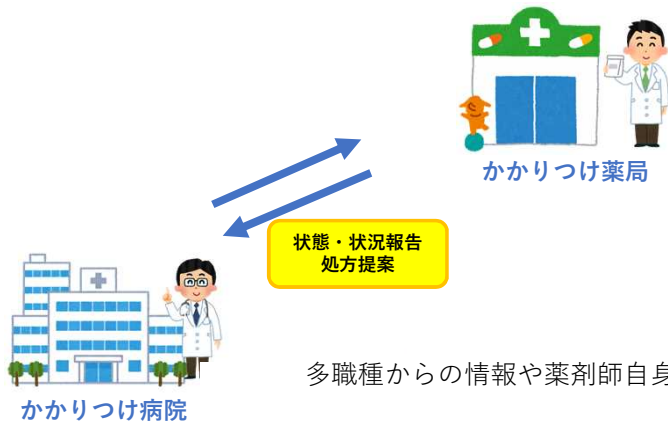 かかりつけ薬局
状態・状況報告
処方提案
多職種からの情報や薬剤師自身
かかりつけ病院